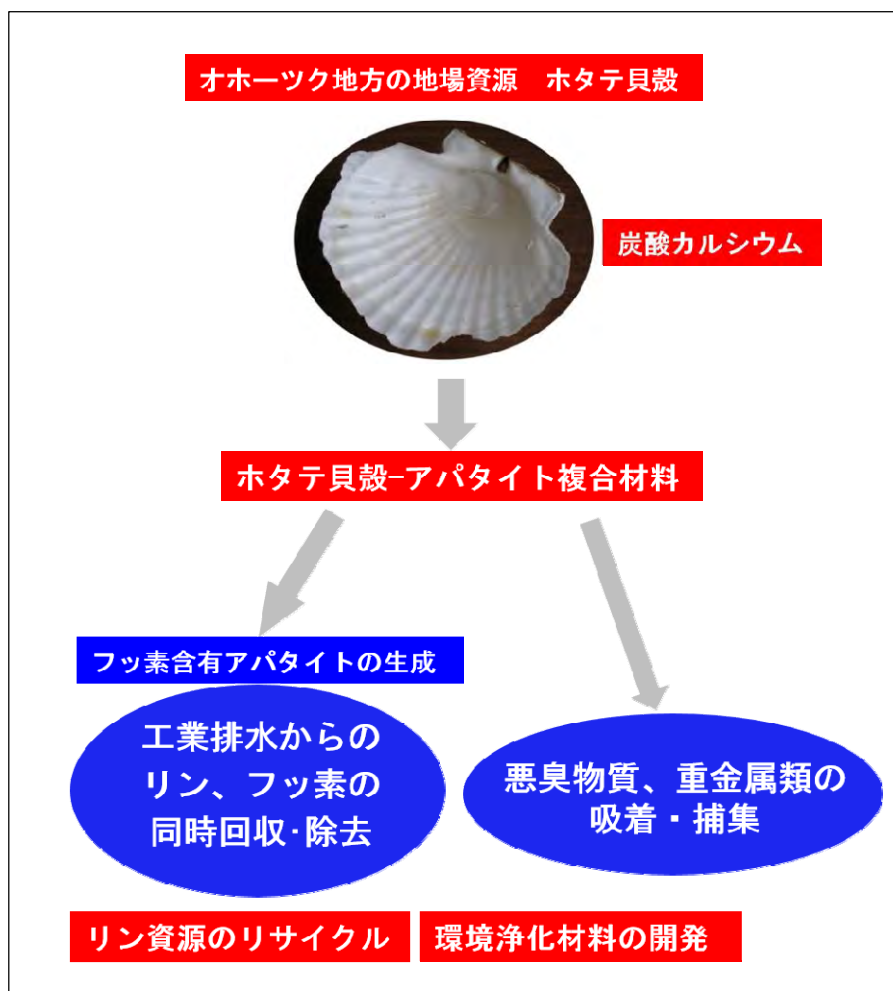 オホーツク地方の地場資源　ホタテ貝殻
炭酸カルシウム
ホタテ貝殻−アパタイト複合材料
フッ素含有アパタイトの生成
工業排水からの
リン、フッ素の
同時回収･除去
悪臭物質、重金属類の
吸着・捕集
リン資源のリサイクル
環境浄化材料の開発